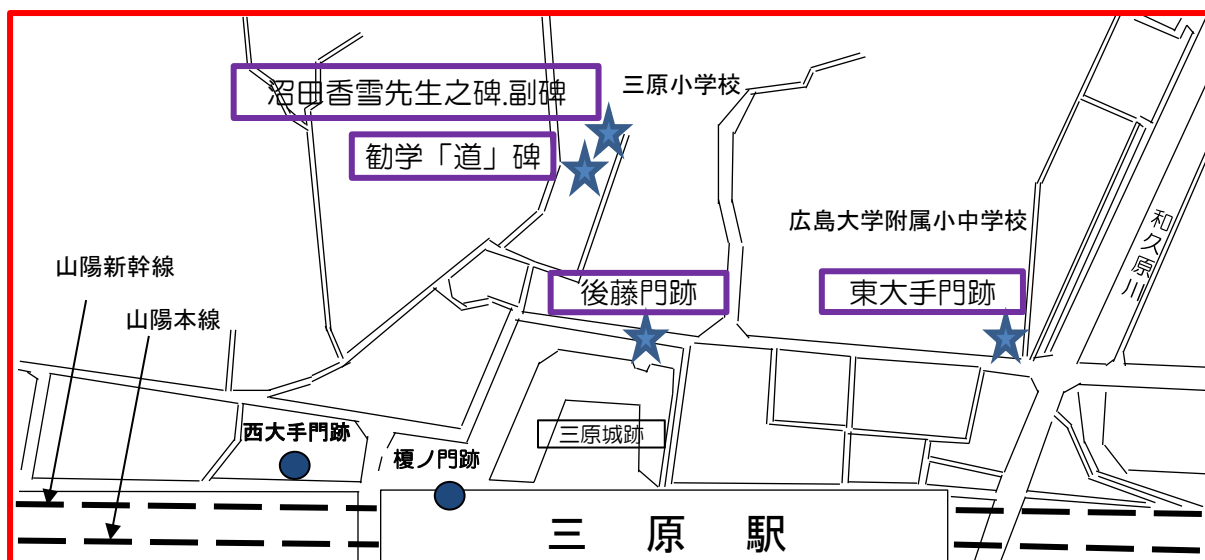 三原小学校
沼田香雪先生之碑.副碑
勧学「道」碑
広島大学附属小中学校
和久原川
山陽新幹線
後藤門跡
東大手門跡
山陽本線
西大手門跡
三原城跡
榎ノ門跡
三 原 駅